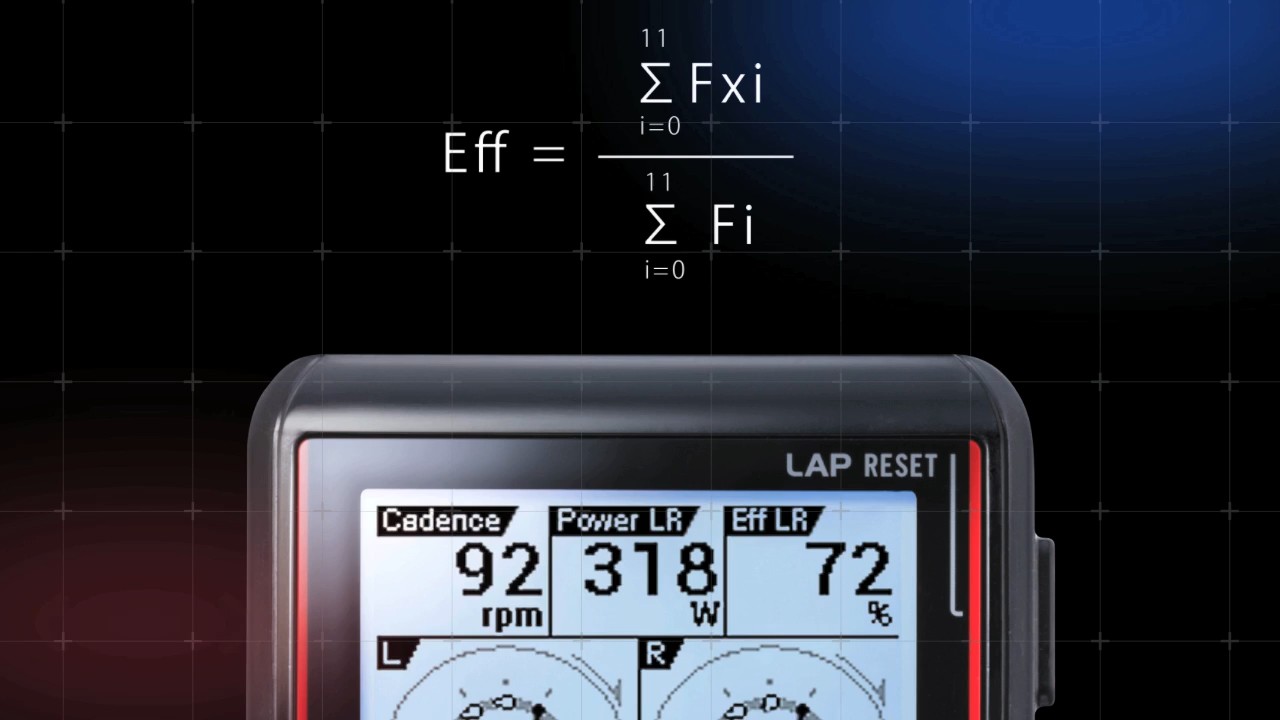 11
Σ Fxi
i=0
Eff =
11
Σ Fi
i=0
LAP RESET
Cadence Power LR Eff LR
92 318 72
rpm W %
L R